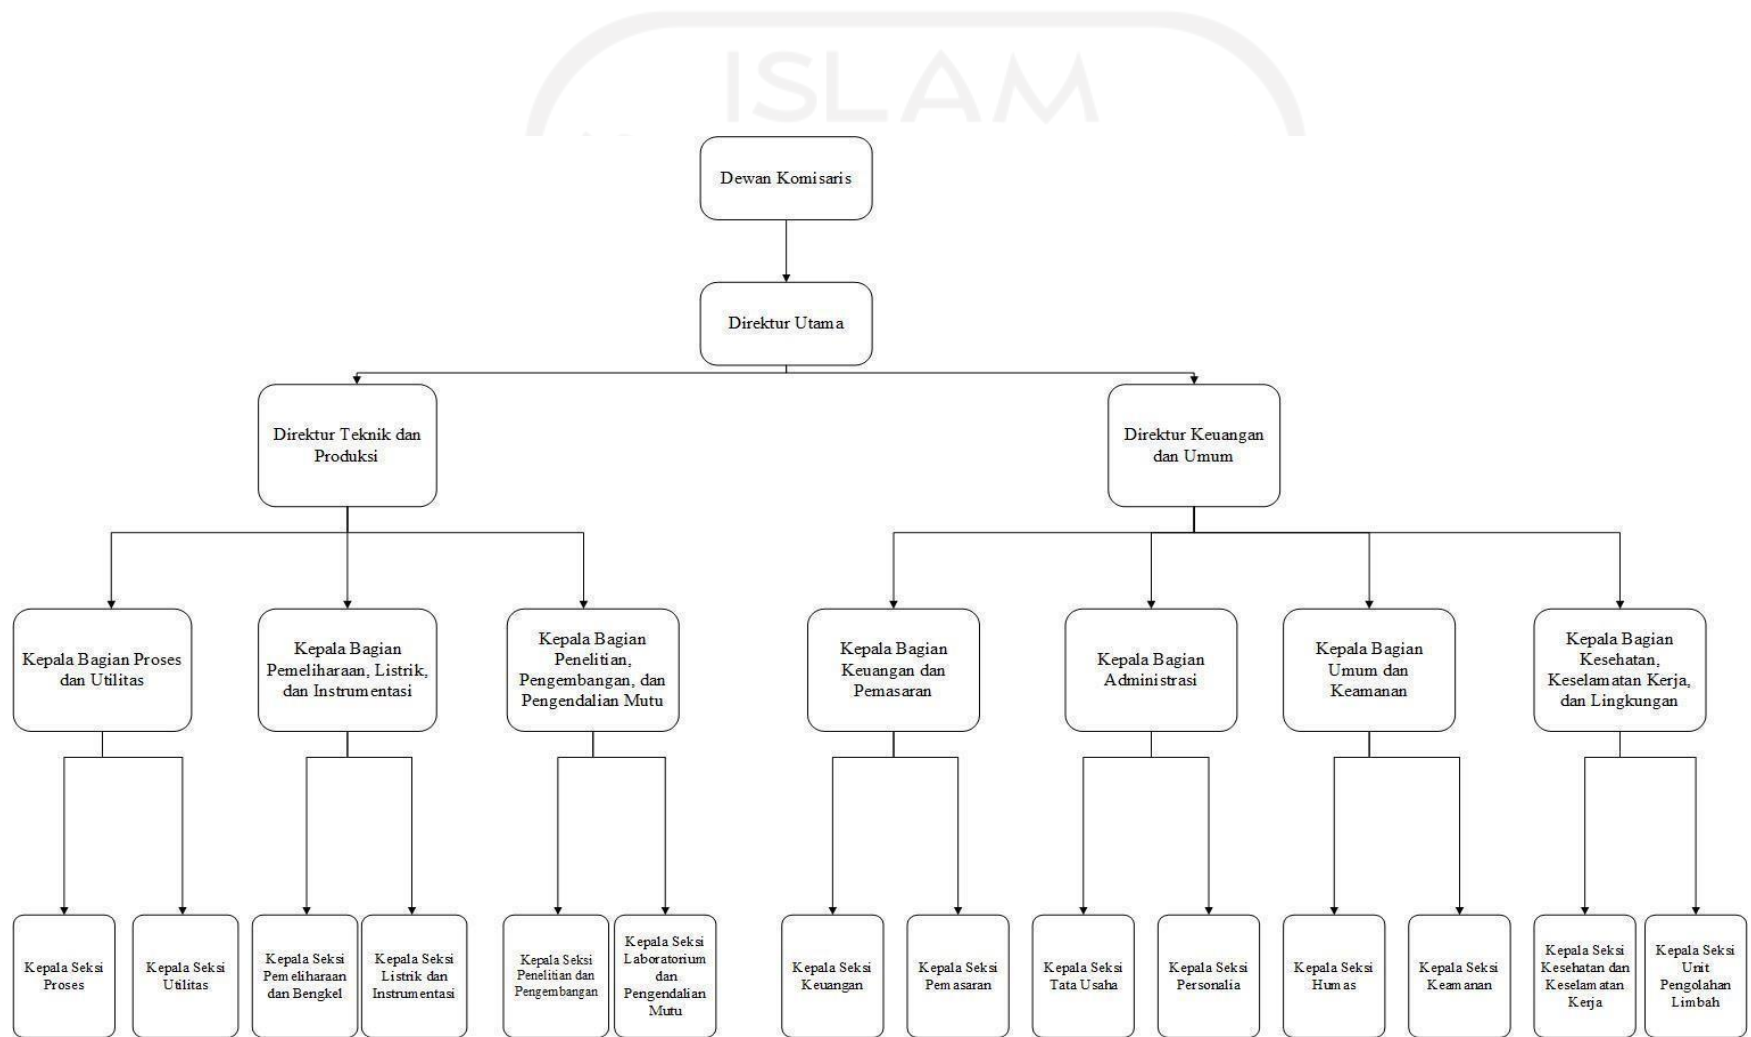 ISLAM
Dewan Komisaris
Direktur Utama
Direktur Teknik dan
Produksi
Direktur Keuangan
dan Umum
Kepala Bagian Proses
dan Utilitas
Kepala Bagian
Pemeliharaan, Listrik,
dan Instrumentasi
Kepala Bagian
Penelitian,
Pengembangan, dan
Pengendalian Mutu
Kepala Bagian
Keuangan dan
Pemasaran
Kepala Bagian
Administrasi
Kepala Bagian
Umum dan
Keamanan
Kepala Bagian
Kesehatan,
Keselamatan Kerja,
dan Lingkungan
Kepala Seksi
Proses
Kepala Seksi
Utilitas
Kepala Seksi
Pemeliharaan
dan Bengkel
Kepala Seksi
Listrik dan
Instrumentasi
Kepala Seksi
Penelitian dan
Pengembangan
Kepala Seksi
Laboratorium
dan
Pengendalian
Mutu
Kepala Seksi
Keuangan
Kepala Seksi
Pemasaran
Kepala Seksi
Tata Usaha
Kepala Seksi
Personalia
Kepala Seksi
Humas
Kepala Seksi
Keamanan
Kepala Seksi
Kesehatan dan
Keselamatan
Kerja
Kepala Seksi
Unit
Pengolahan
Limbah